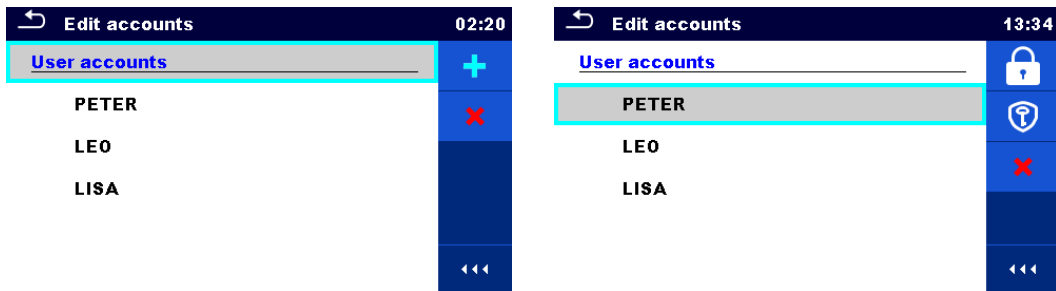 Edit accounts 02:20
User accounts
PETER
LEO
LISA
Edit accounts 13:34
User accounts
PETER
LEO
LISA